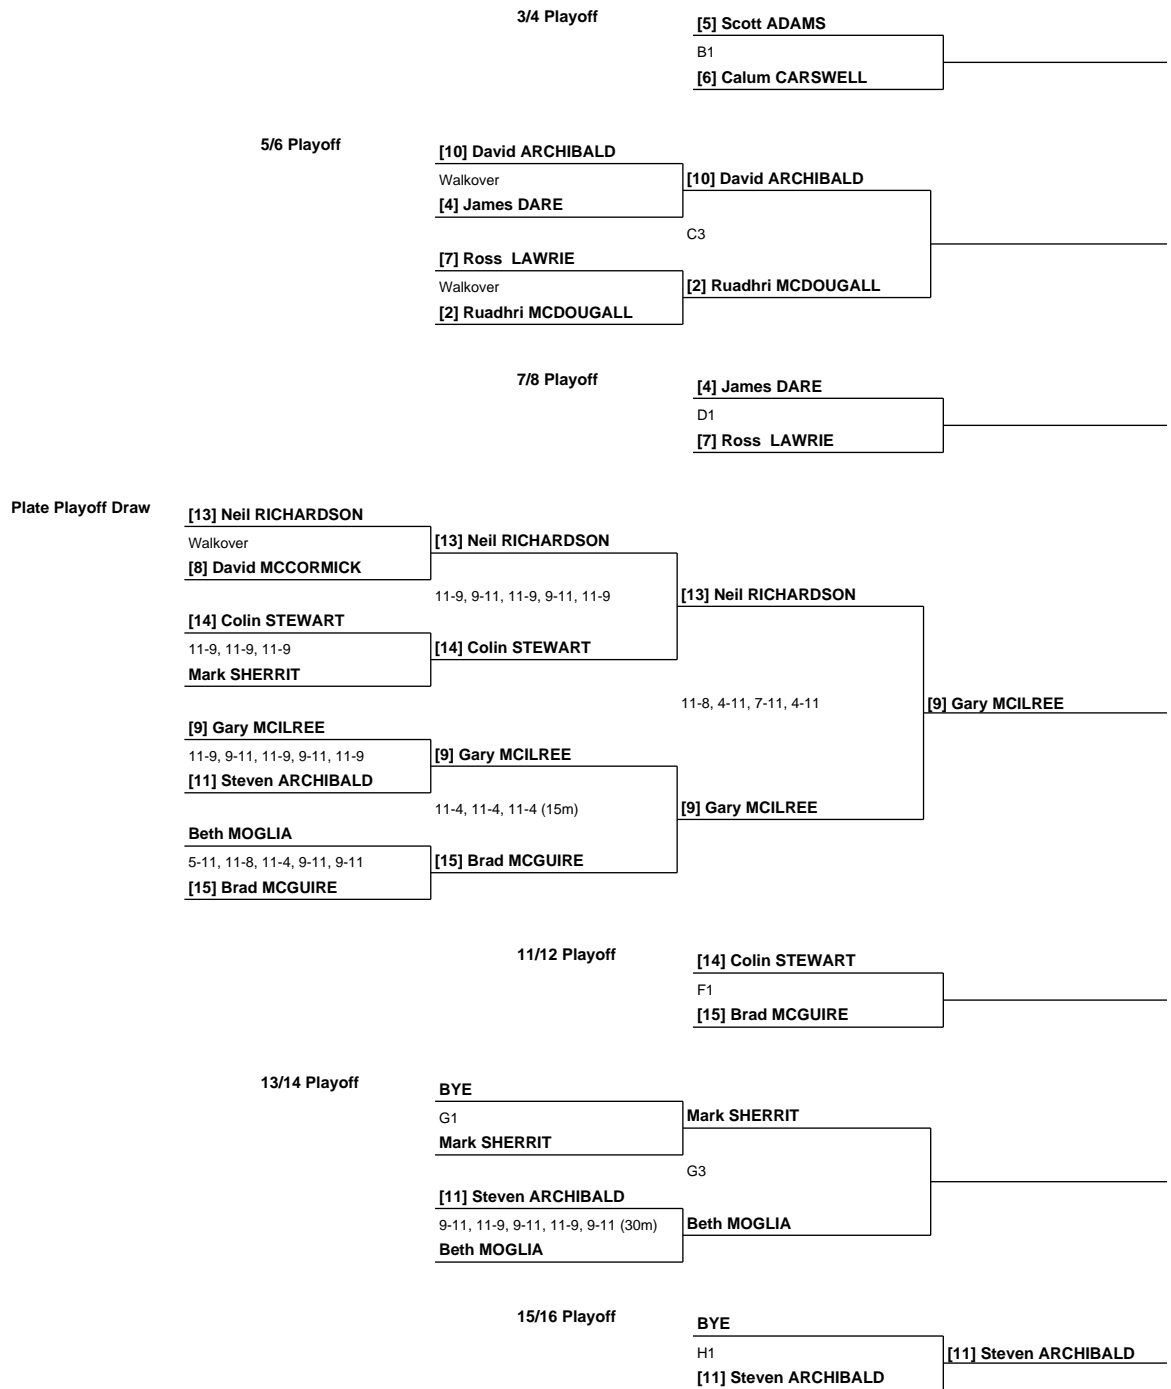 3/4 Playoff
[5] Scott ADAMS
B1
[6] Calum CARSWELL
5/6 Playoff
[10] David ARCHIBALD
Walkover
[10] David ARCHIBALD
[4] James DARE
C3
[7] Ross  LAWRIE
Walkover
[2] Ruadhri MCDOUGALL
[2] Ruadhri MCDOUGALL
7/8 Playoff
[4] James DARE
D1
[7] Ross  LAWRIE
Plate Playoff Draw
[13] Neil RICHARDSON
Walkover
[13] Neil RICHARDSON
[8] David MCCORMICK
11-9, 9-11, 11-9, 9-11, 11-9
[13] Neil RICHARDSON
[14] Colin STEWART
11-9, 11-9, 11-9
[14] Colin STEWART
Mark SHERRIT
11-8, 4-11, 7-11, 4-11
[9] Gary MCILREE
[9] Gary MCILREE
11-9, 9-11, 11-9, 9-11, 11-9
[9] Gary MCILREE
[11] Steven ARCHIBALD
11-4, 11-4, 11-4 (15m)
[9] Gary MCILREE
Beth MOGLIA
5-11, 11-8, 11-4, 9-11, 9-11
[15] Brad MCGUIRE
[15] Brad MCGUIRE
11/12 Playoff
[14] Colin STEWART
F1
[15] Brad MCGUIRE
13/14 Playoff
BYE
G1
Mark SHERRIT
Mark SHERRIT
G3
[11] Steven ARCHIBALD
9-11, 11-9, 9-11, 11-9, 9-11 (30m)
Beth MOGLIA
Beth MOGLIA
15/16 Playoff
BYE
H1
[11] Steven ARCHIBALD
[11] Steven ARCHIBALD